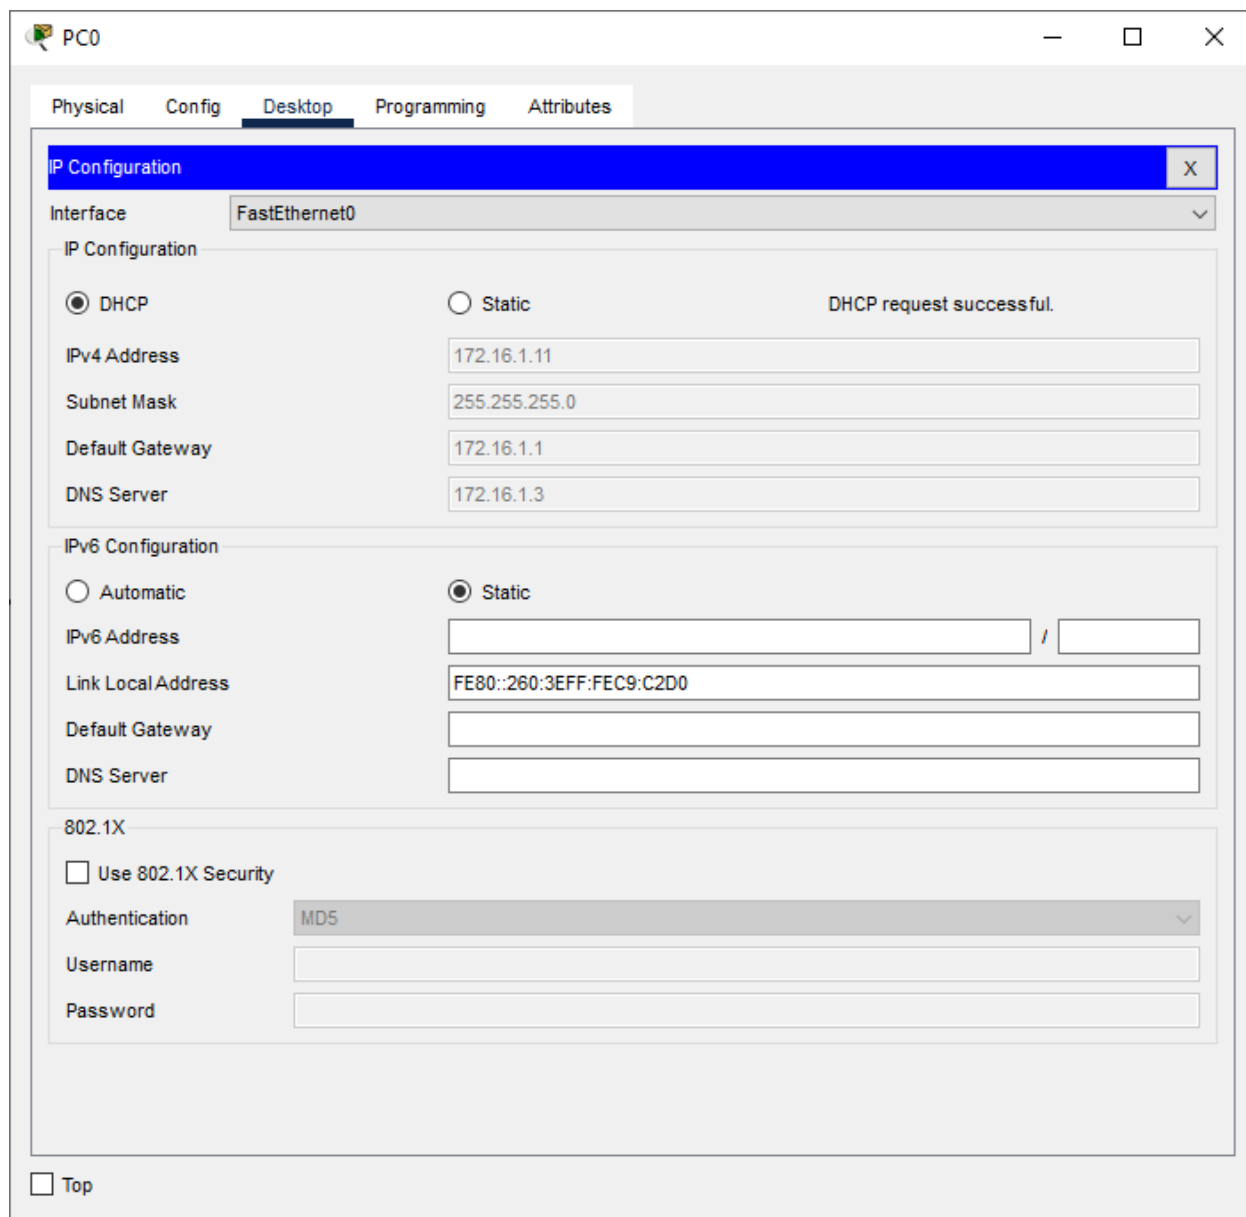 PC0
Physical Config Desktop Programming Attributes
IP Configuration X
Interface FastEthernet0
IP Configuration
DHCP Static DHCP request successful.
IPv4 Address 172.16.1.11
Subnet Mask 255.255.255.0
Default Gateway 172.16.1.1
DNS Server 172.16.1.3
IPv6 Configuration
Automatic Static
IPv6 Address /
Link Local Address FE80::260:3EFF:FEC9:C2D0
Default Gateway
DNS Server
802.1X
Use 802.1X Security
Authentication MD5
Username
Password
Top